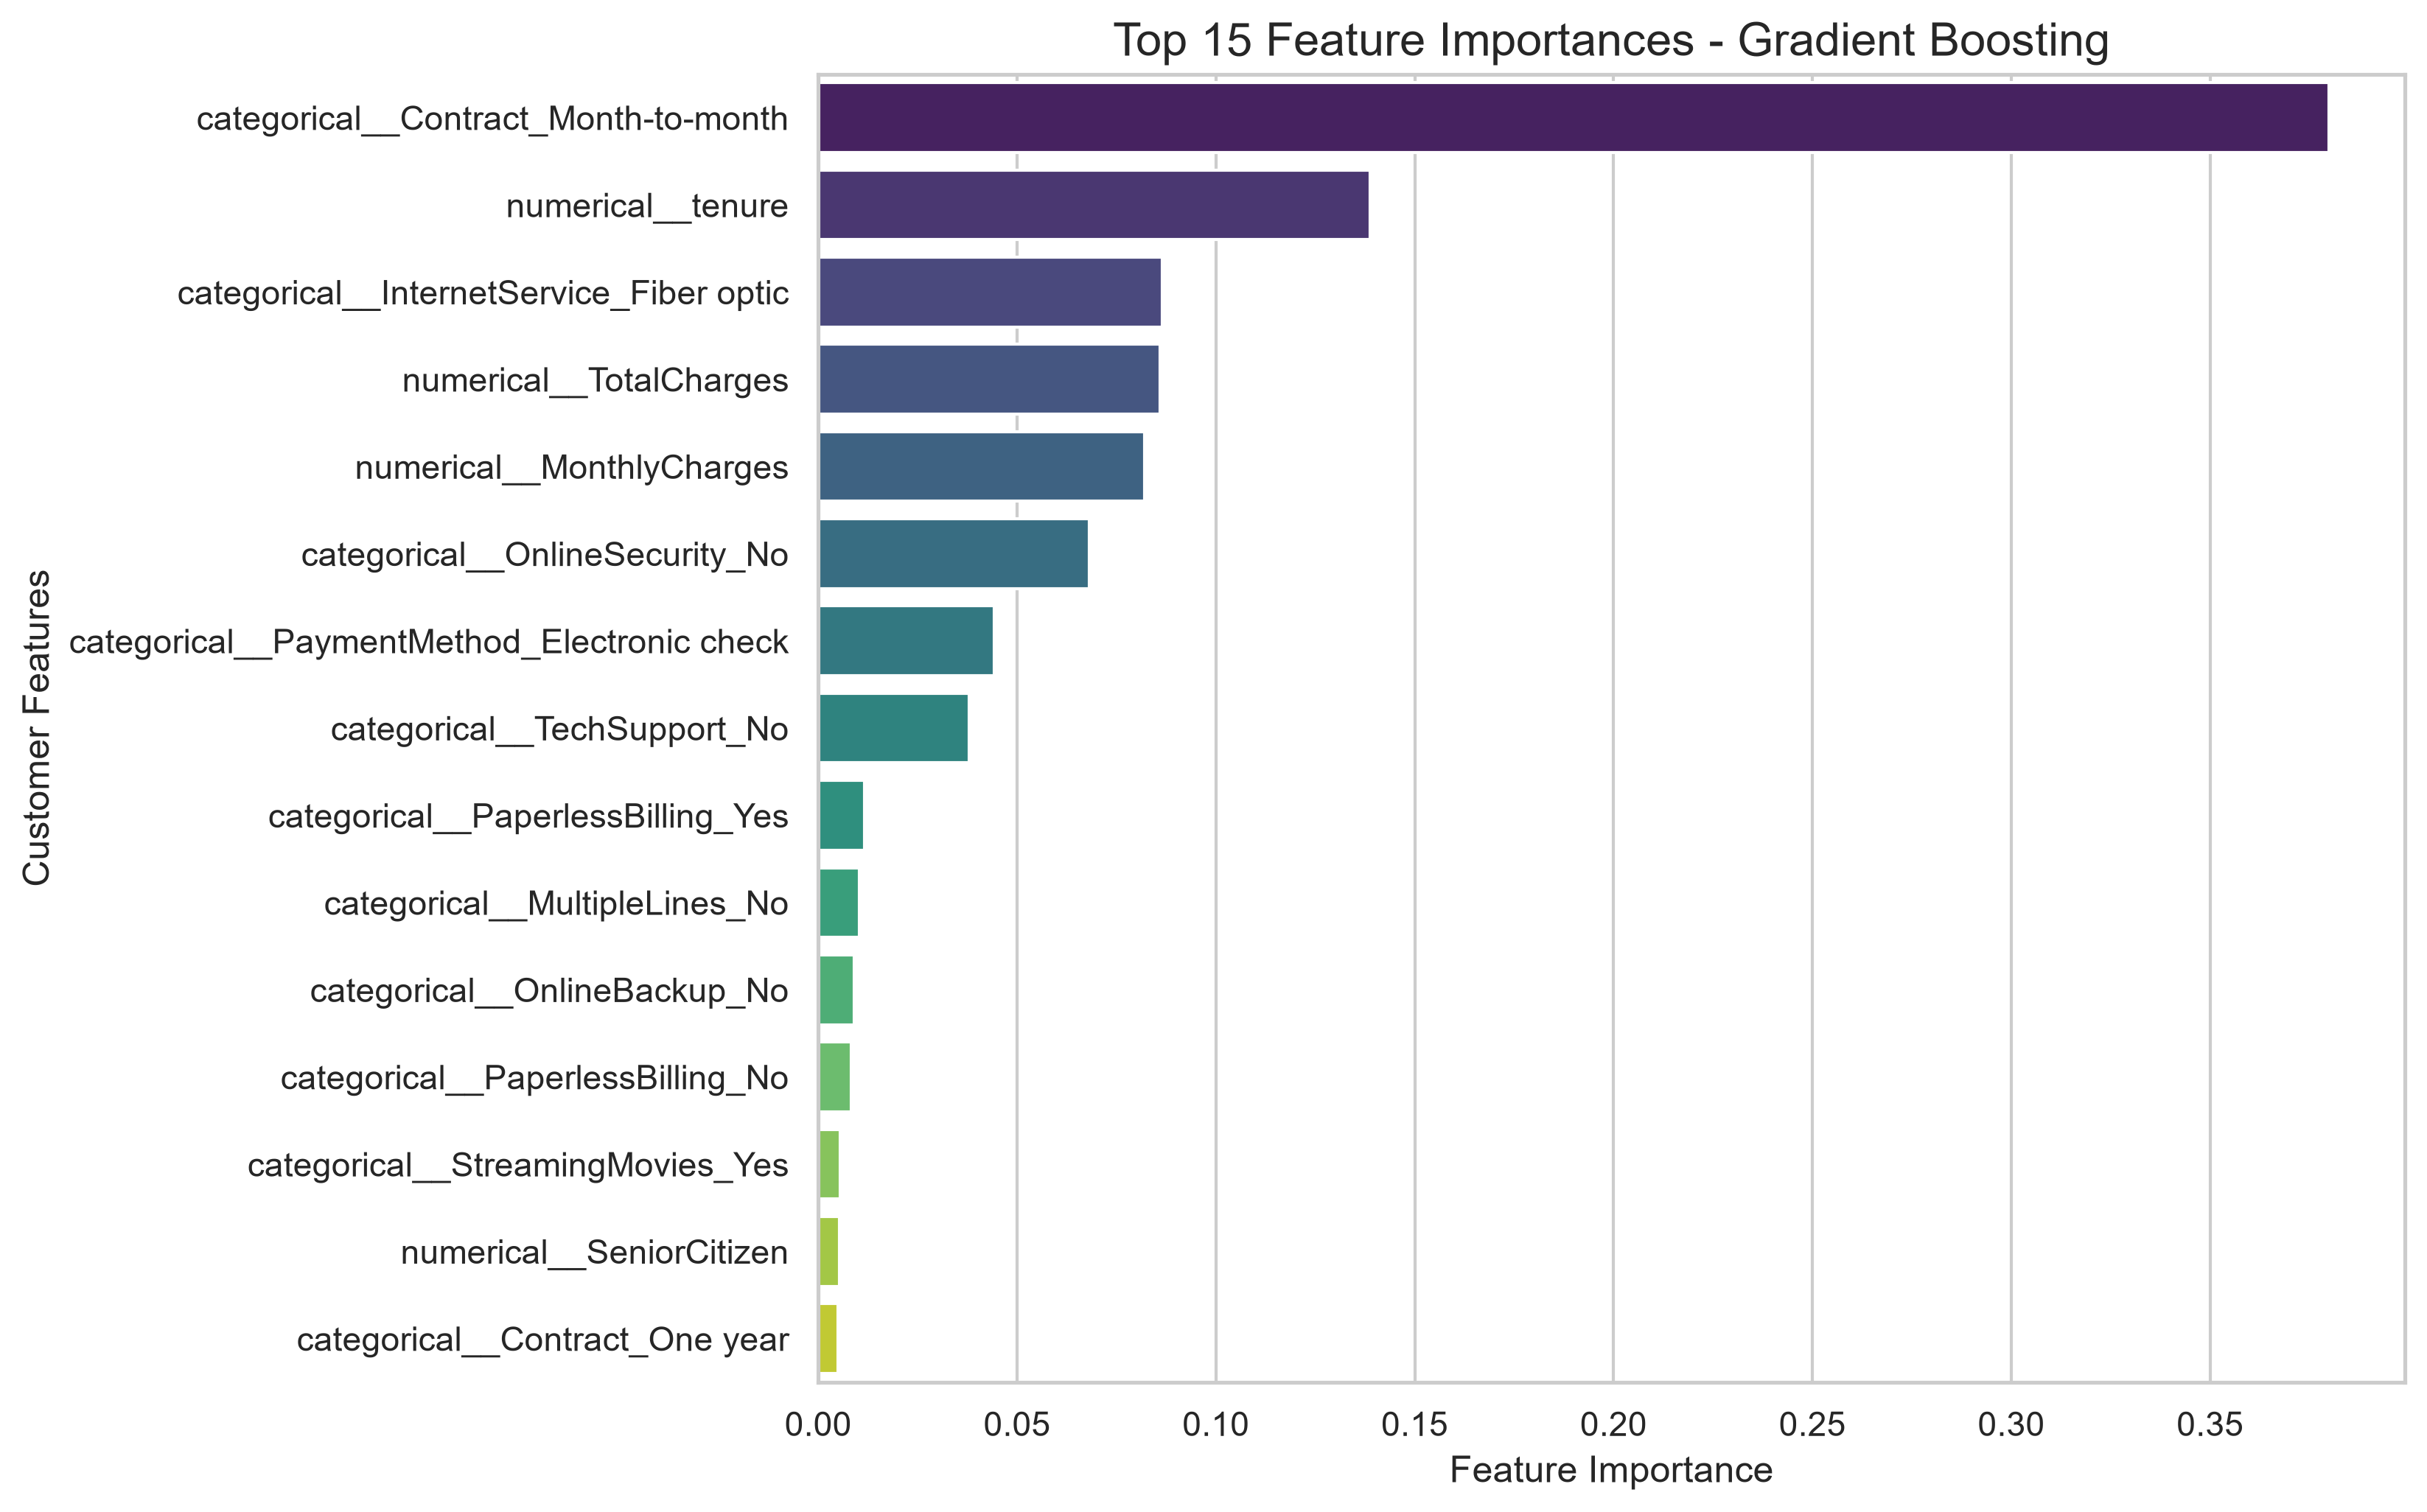 Top 15 Feature Importances - Gradient Boosting
categorical__Contract_Month-to-month
numerical__tenure
categorical__InternetService_Fiber optic
numerical__TotalCharges
numerical__MonthlyCharges
categorical__OnlineSecurity_No
categorical__PaymentMethod_Electronic check
categorical__TechSupport_No
categorical__PaperlessBilling_Yes
categorical__MultipleLines_No
categorical__OnlineBackup_No
categorical__PaperlessBilling_No
categorical__StreamingMovies_Yes
numerical__SeniorCitizen
categorical__Contract_One year
Customer Features
0.00 0.05 0.10 0.15 0.20 0.25 0.30 0.35
Feature Importance